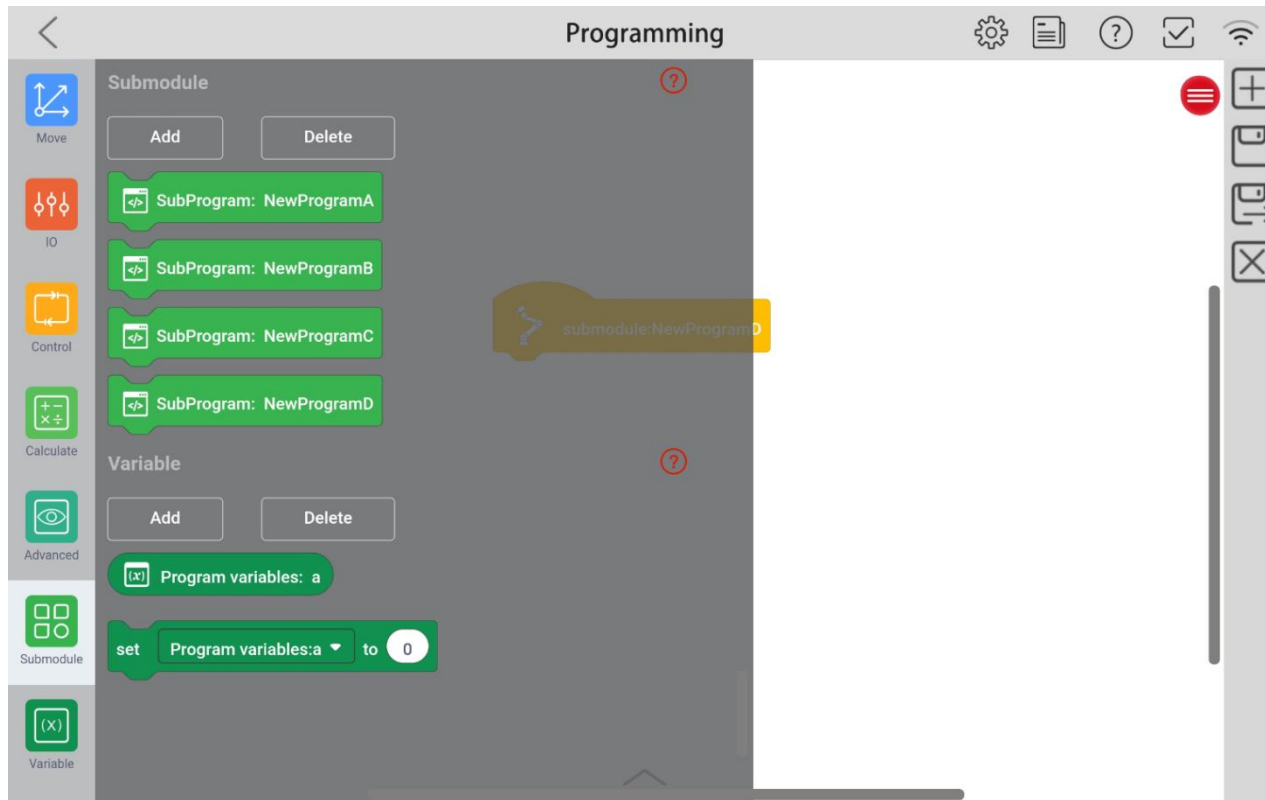 Programming
Submodule
Add Delete
SubProgram: NewProgramA
SubProgram: NewProgramB
SubProgram: NewProgramC
SubProgram: NewProgramD
submodule:NewProgramD
Variable
Add Delete
Program variables: a
set Program variables:a to 0
Move
IO
Control
Calculate
Advanced
Submodule
Variable